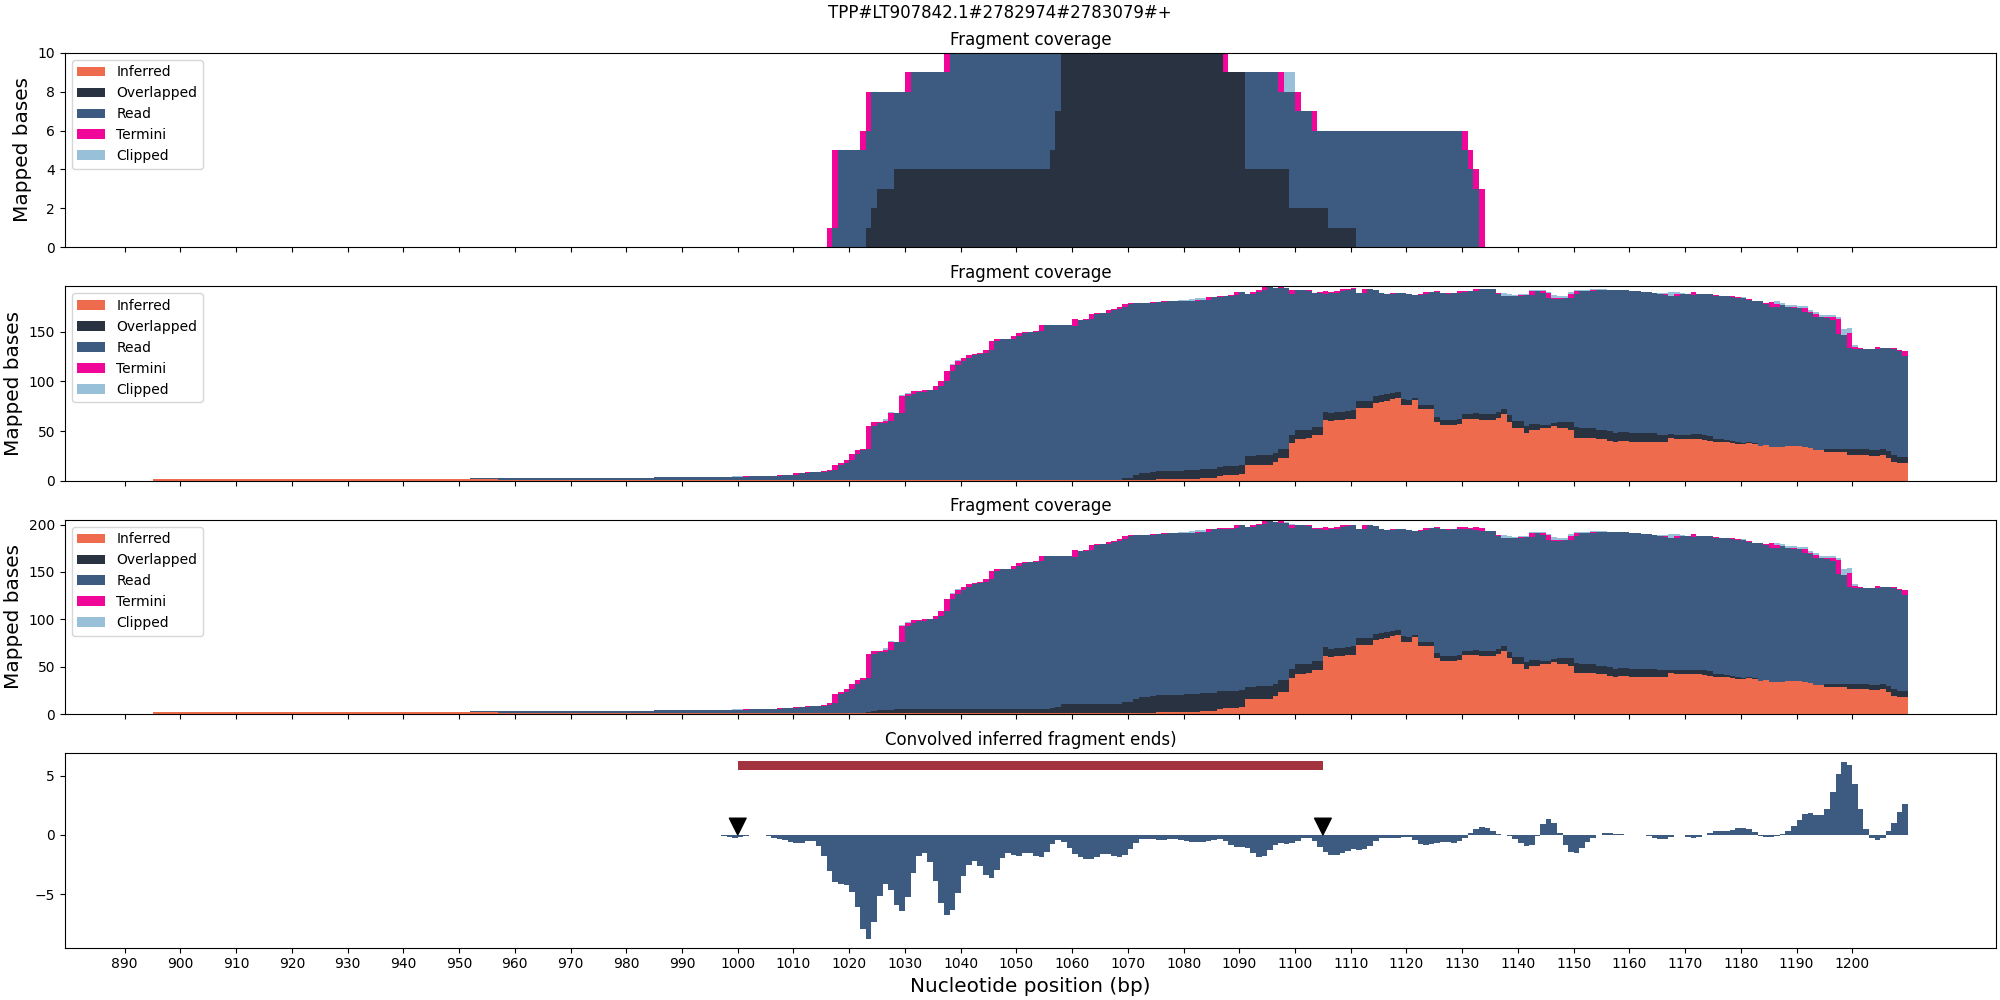 TPP#LT907842.1#2782974#2783079#+
Fragment coverage
Mapped bases
10
8
6
4
2
0
Inferred
Overlapped
Read
Termini
Clipped
Fragment coverage
Mapped bases
150
100
50
0
Inferred
Overlapped
Read
Termini
Clipped
Fragment coverage
Mapped bases
200
150
100
50
0
Inferred
Overlapped
Read
Termini
Clipped
Convolved inferred fragment ends)
5
0
−5
890 900 910 920 930 940 950 960 970 980 990 1000 1010 1020 1030 1040 1050 1060 1070 1080 1090 1100 1110 1120 1130 1140 1150 1160 1170 1180 1190 1200
Nucleotide position (bp)